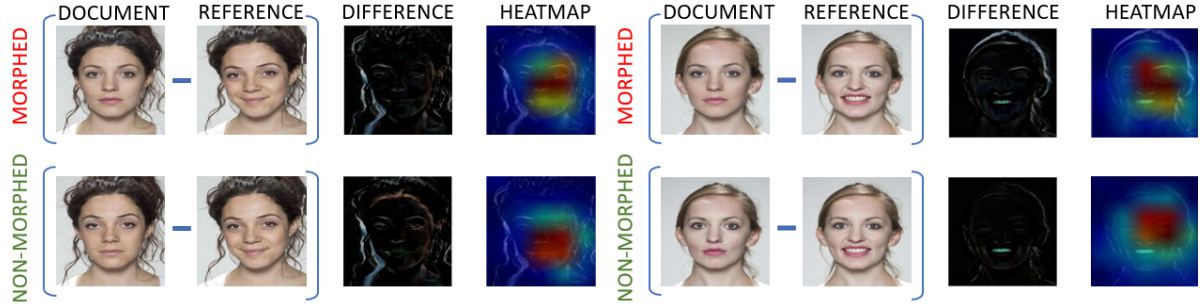 DOCUMENT REFERENCE DIFFERENCE HEATMAP DOCUMENT REFERENCE DIFFERENCE HEATMAP
MORPHED
MORPHED
NON-MORPHED
NON-MORPHED